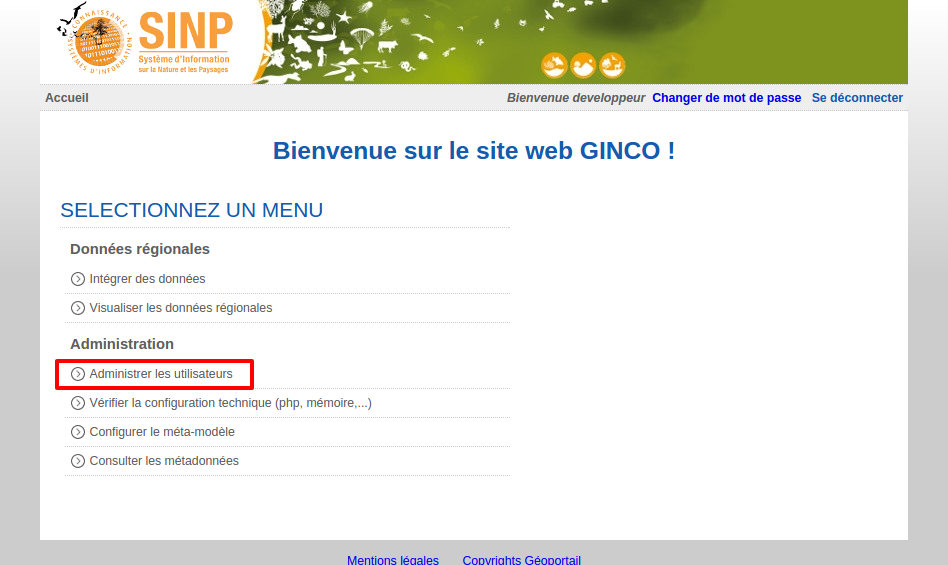 SINP
Système d'Information
sur la Nature et les Paysages
Accueil
Bienvenue developpeur Changer de mot de passe Se déconnecter
Bienvenue sur le site web GINCO !
SELECTIONNEZ UN MENU
Données régionales
Intégrer des données
Visualiser les données régionales
Administration
Administrer les utilisateurs
Vérifier la configuration technique (php, mémoire,...)
Configurer le méta-modèle
Consulter les métadonnées
Mentions légales Copyrights Géoportail